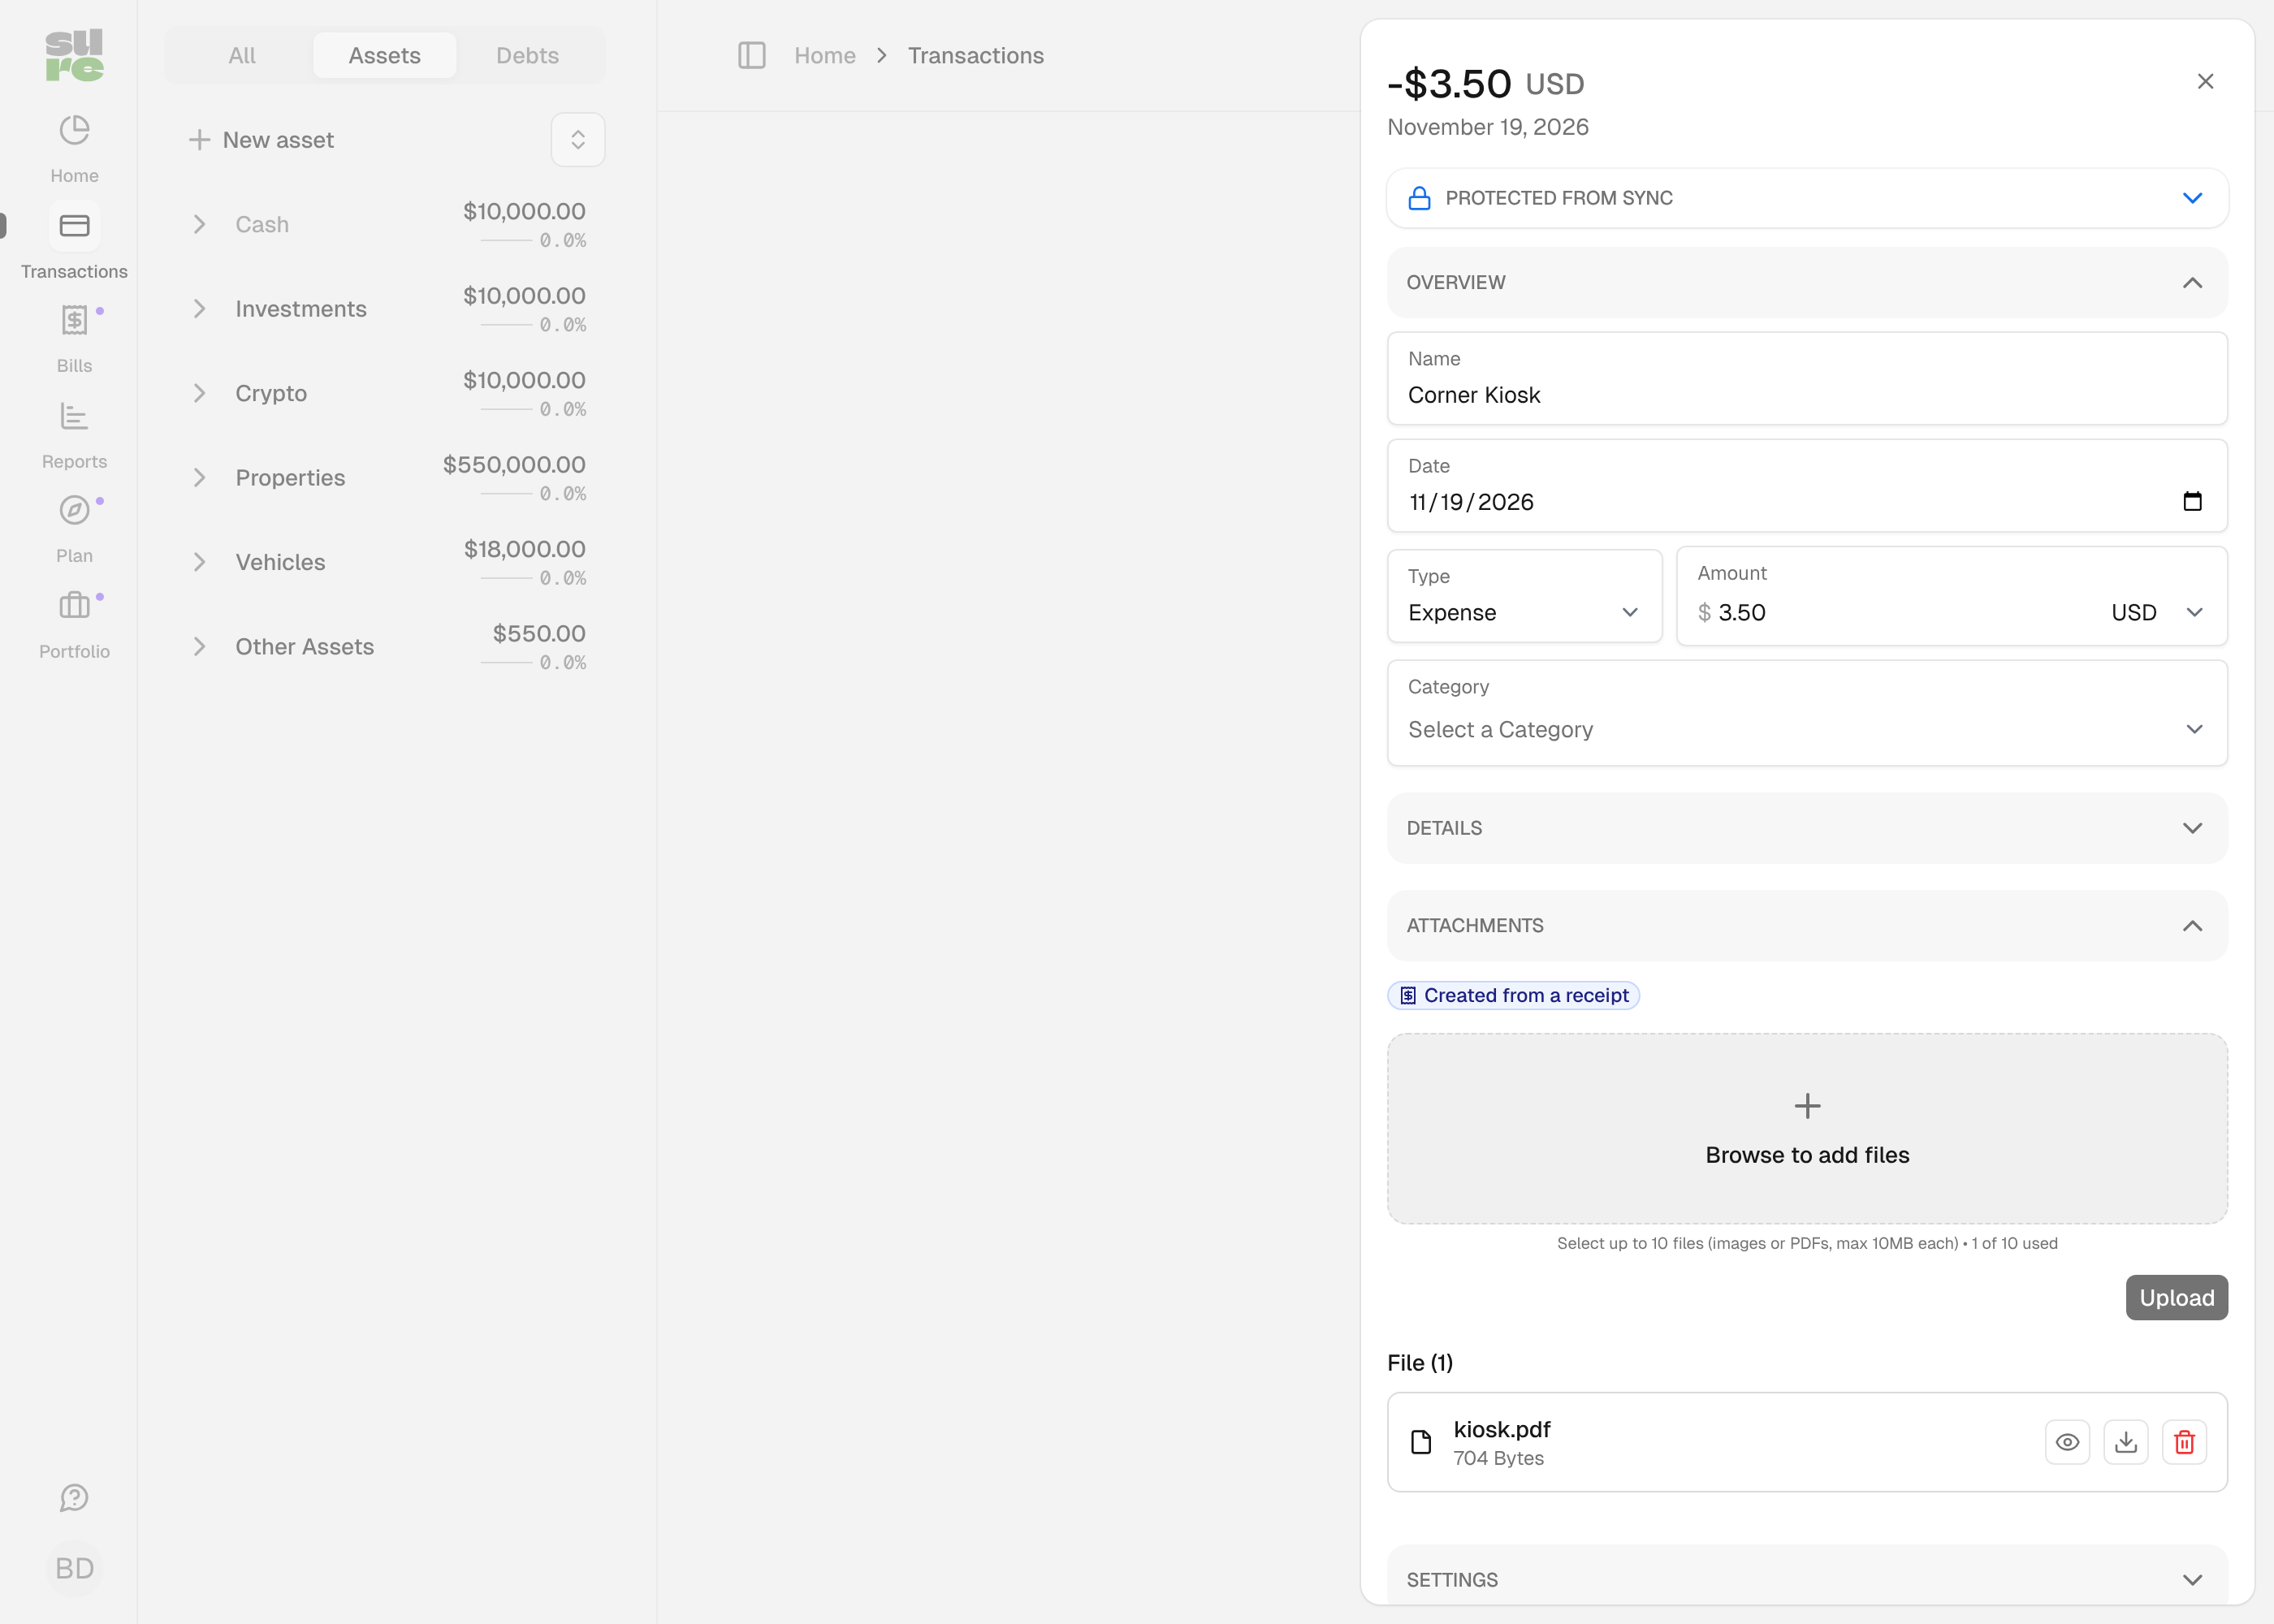 sure
Home
Transactions
Bills
Reports
Plan
Portfolio
BD
All
Assets
Debts
New asset
Cash
$10,000.00
0.0%
Investments
$10,000.00
0.0%
Crypto
$10,000.00
0.0%
Properties
$550,000.00
0.0%
Vehicles
$18,000.00
0.0%
Other Assets
$550.00
0.0%
Home > Transactions
-$3.50 USD
November 19, 2026
PROTECTED FROM SYNC
OVERVIEW
Name
Corner Kiosk
Date
11/19/2026
Type
Expense
Amount
$ 3.50 USD
Category
Select a Category
DETAILS
ATTACHMENTS
Created from a receipt
Browse to add files
Select up to 10 files (images or PDFs, max 10MB each) • 1 of 10 used
Upload
File (1)
kiosk.pdf
704 Bytes
SETTINGS